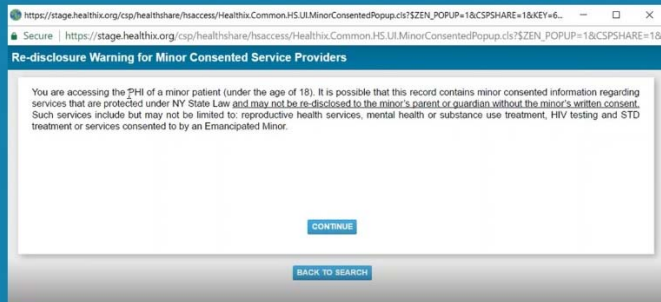 https://stage.healthix.org/csp/healthshare/hsaccess/Healthix.Common.HS.UI.MinorConsentedPopup.cls?$ZEN_POPUP=1&CSPSHARE=1&KEY=6...
Secure | https://stage.healthix.org/csp/healthshare/hsaccess/Healthix.Common.HS.UI.MinorConsentedPopup.cls?$ZEN_POPUP=1&CSPSHARE=1&
Re-disclosure Warning for Minor Consented Service Providers
You are accessing the PHI of a minor patient (under the age of 18). It is possible that this record contains minor consented information regarding
services that are protected under NY State Law and may not be re-disclosed to the minor's parent or guardian without the minor's written consent.
Such services include but may not be limited to: reproductive health services, mental health or substance use treatment, HIV testing and STD
treatment or services consented to by an Emancipated Minor.
CONTINUE
BACK TO SEARCH